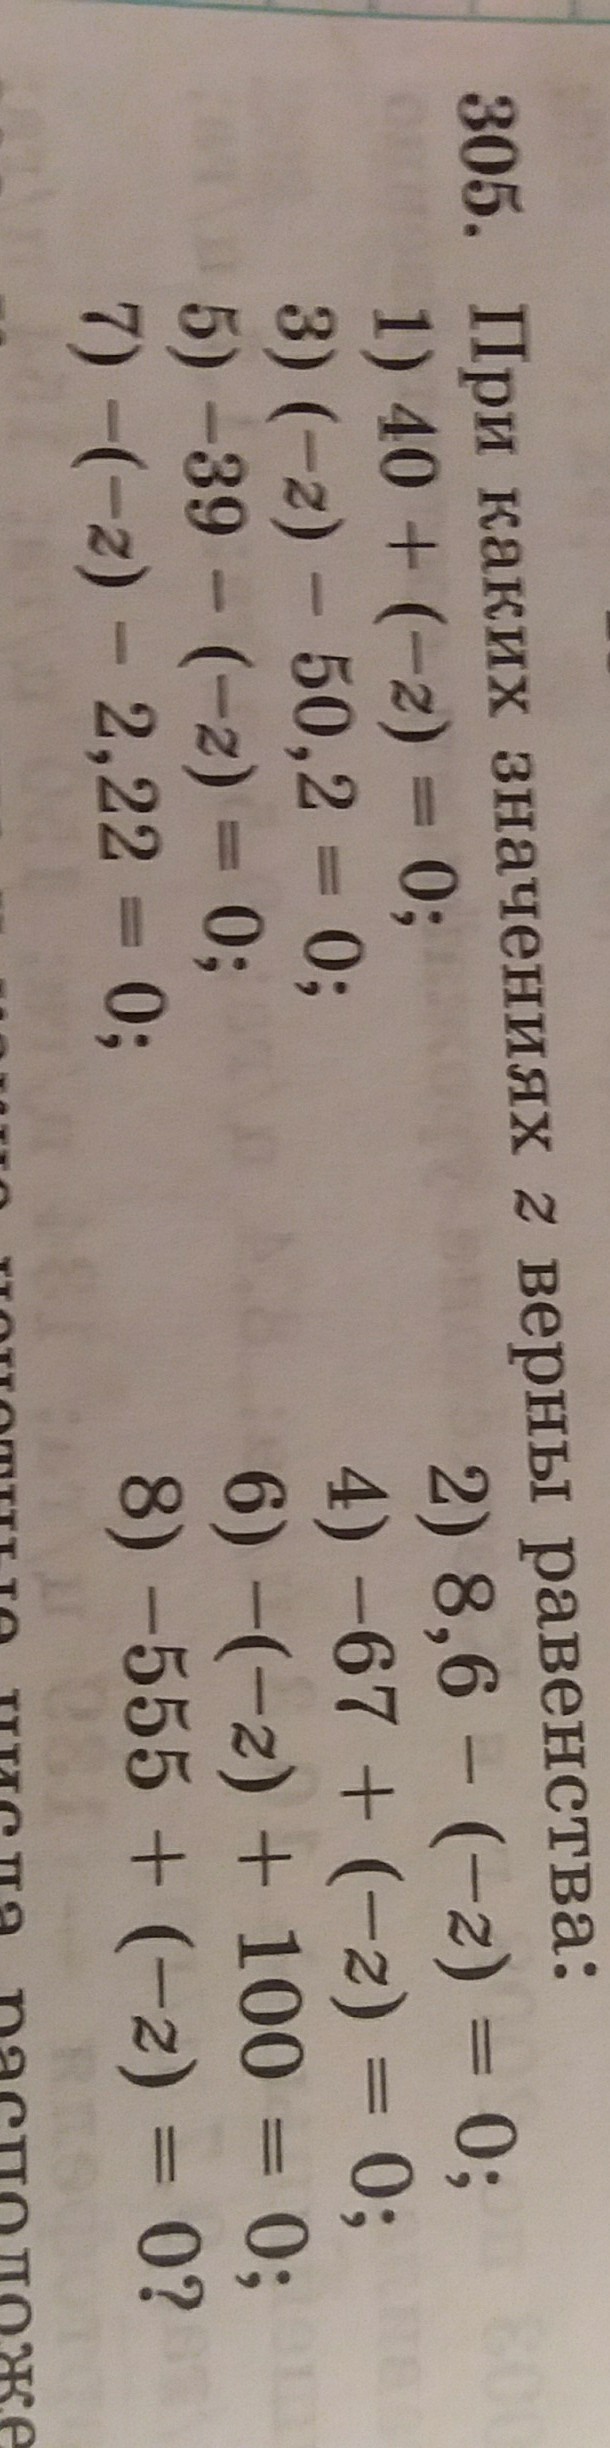 305. При каких значениях z верны равенства:
1) 40 + (−z) = 0; 2) 8,6 − (−z) = 0;
3) (−z) − 50,2 = 0; 4) −67 + (−z) = 0;
5) −39 − (−z) = 0; 6) −(−z) + 100 = 0;
7) −(−z) − 2,22 = 0; 8) −555 + (−z) = 0?